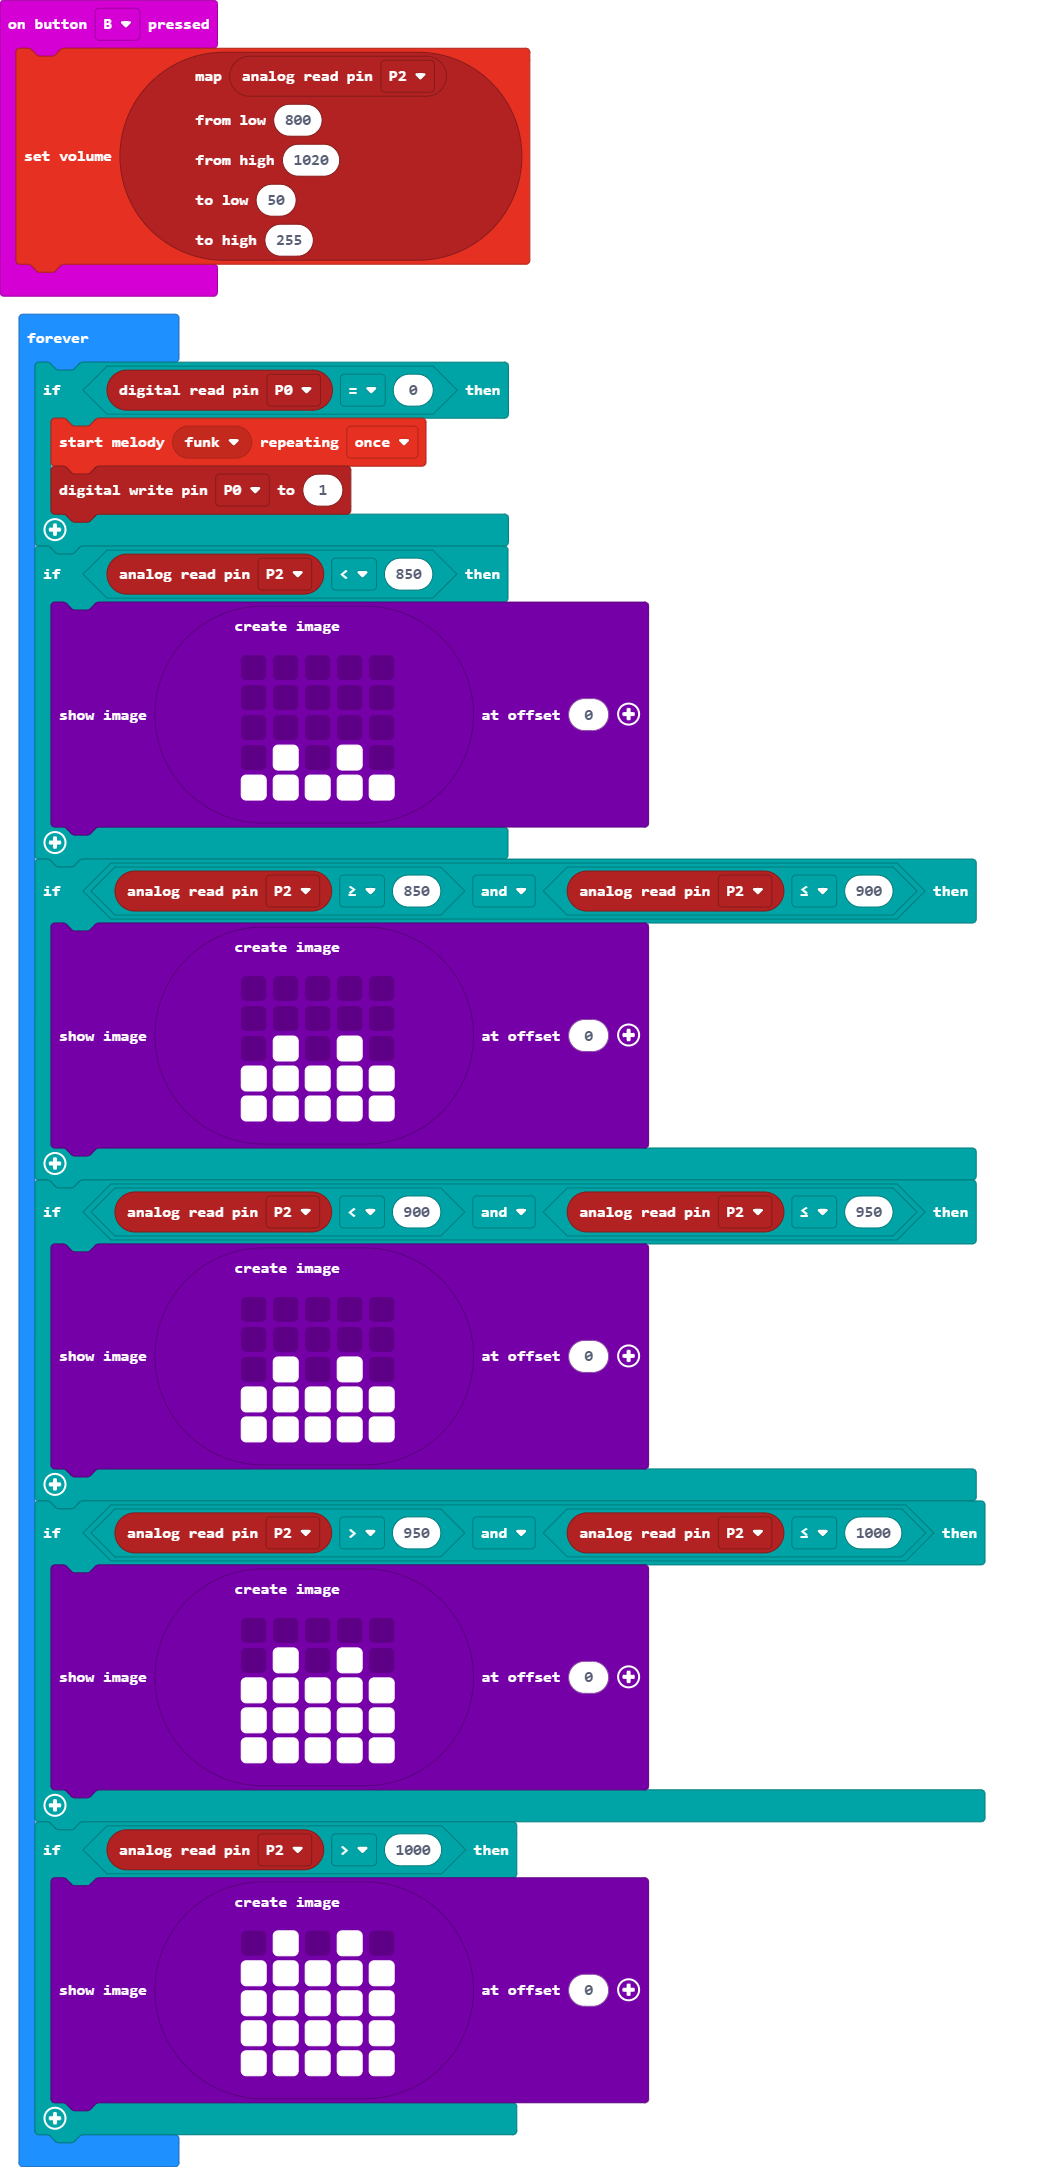 on button B pressed
map analog read pin P2
from low 800
set volume from high 1020
to low 50
to high 255
forever
if digital read pin P0 = 0 then
start melody funk repeating once
digital write pin P0 to 1
if analog read pin P2 < 850 then
create image
show image at offset 0
if analog read pin P2 ≥ 850 and analog read pin P2 ≤ 900 then
create image
show image at offset 0
if analog read pin P2 < 900 and analog read pin P2 ≤ 950 then
create image
show image at offset 0
if analog read pin P2 > 950 and analog read pin P2 ≤ 1000 then
create image
show image at offset 0
if analog read pin P2 > 1000 then
create image
show image at offset 0